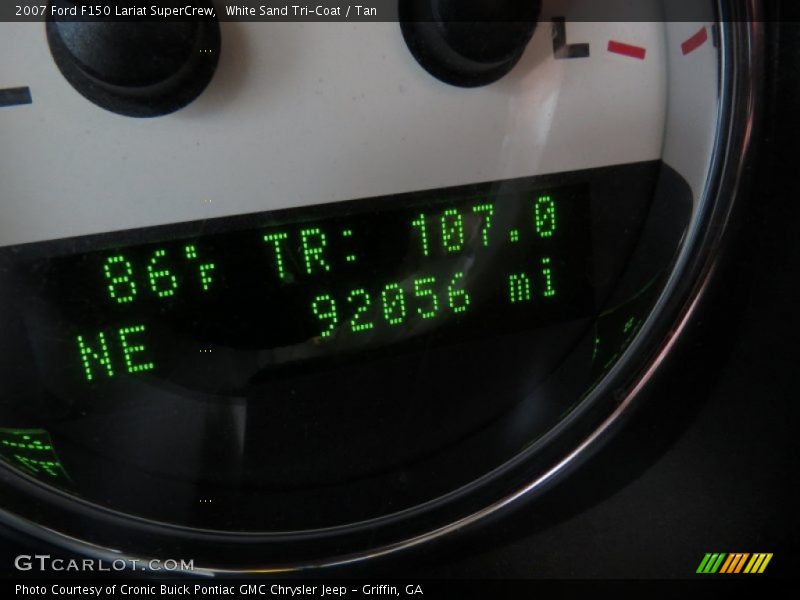 2007 Ford F150 Lariat SuperCrew, White Sand Tri-Coat / Tan
L
86°F TR: 107.0
NE 92056 mi
GTCARLOT.COM
Photo Courtesy of Cronic Buick Pontiac GMC Chrysler Jeep - Griffin, GA